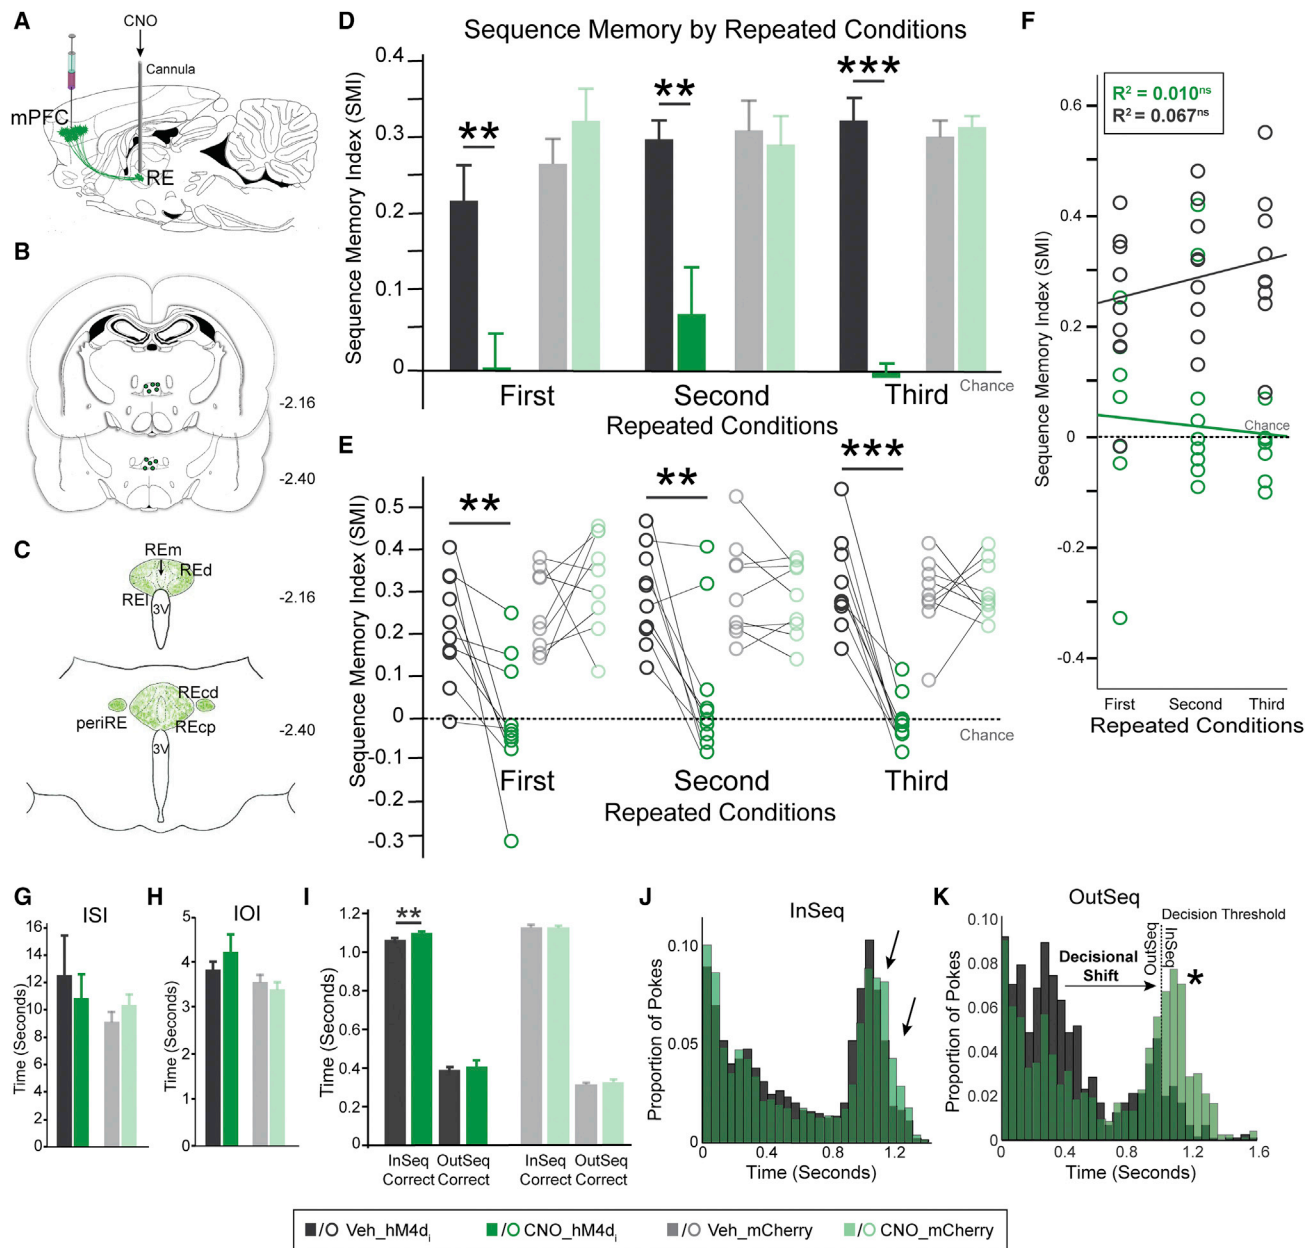 A
CNO
Cannula
mPFC
RE
B
-2.16
-2.40
C
REm
REd
REl
3V
-2.16
REcd
periRE
REcp
3V
-2.40
D
Sequence Memory by Repeated Conditions
Sequence Memory Index (SMI)
0.4
0.3
0.2
0.1
0
**
**
***
First
Second
Third
Chance
Repeated Conditions
E
Sequence Memory Index (SMI)
0.5
0.4
0.3
0.2
0.1
0
-0.1
-0.2
-0.3
**
**
***
Chance
First
Second
Third
Repeated Conditions
F
R² = 0.010ns
R² = 0.067ns
Sequence Memory Index (SMI)
0.6
0.4
0.2
0
-0.2
-0.4
Chance
First
Second
Third
Repeated Conditions
G
ISI
Time (Seconds)
16
14
12
10
8
6
4
2
0
H
IOI
Time (Seconds)
5
4
3
2
1
0
I
Time (Seconds)
1.2
1.0
0.8
0.6
0.4
0.2
0
**
InSeq OutSeq
Correct Correct
InSeq OutSeq
Correct Correct
J
InSeq
Proportion of Pokes
0.10
0.05
0
0 0.4 0.8 1.2
Time (Seconds)
K
OutSeq
Decision Threshold
OutSeq
InSeq
Decisional
Shift
*
Proportion of Pokes
0.10
0.08
0.06
0.04
0.02
0
0 0.4 0.8 1.2 1.6
Time (Seconds)
/O Veh_hM4di
/O CNO_hM4di
/O Veh_mCherry
/O CNO_mCherry